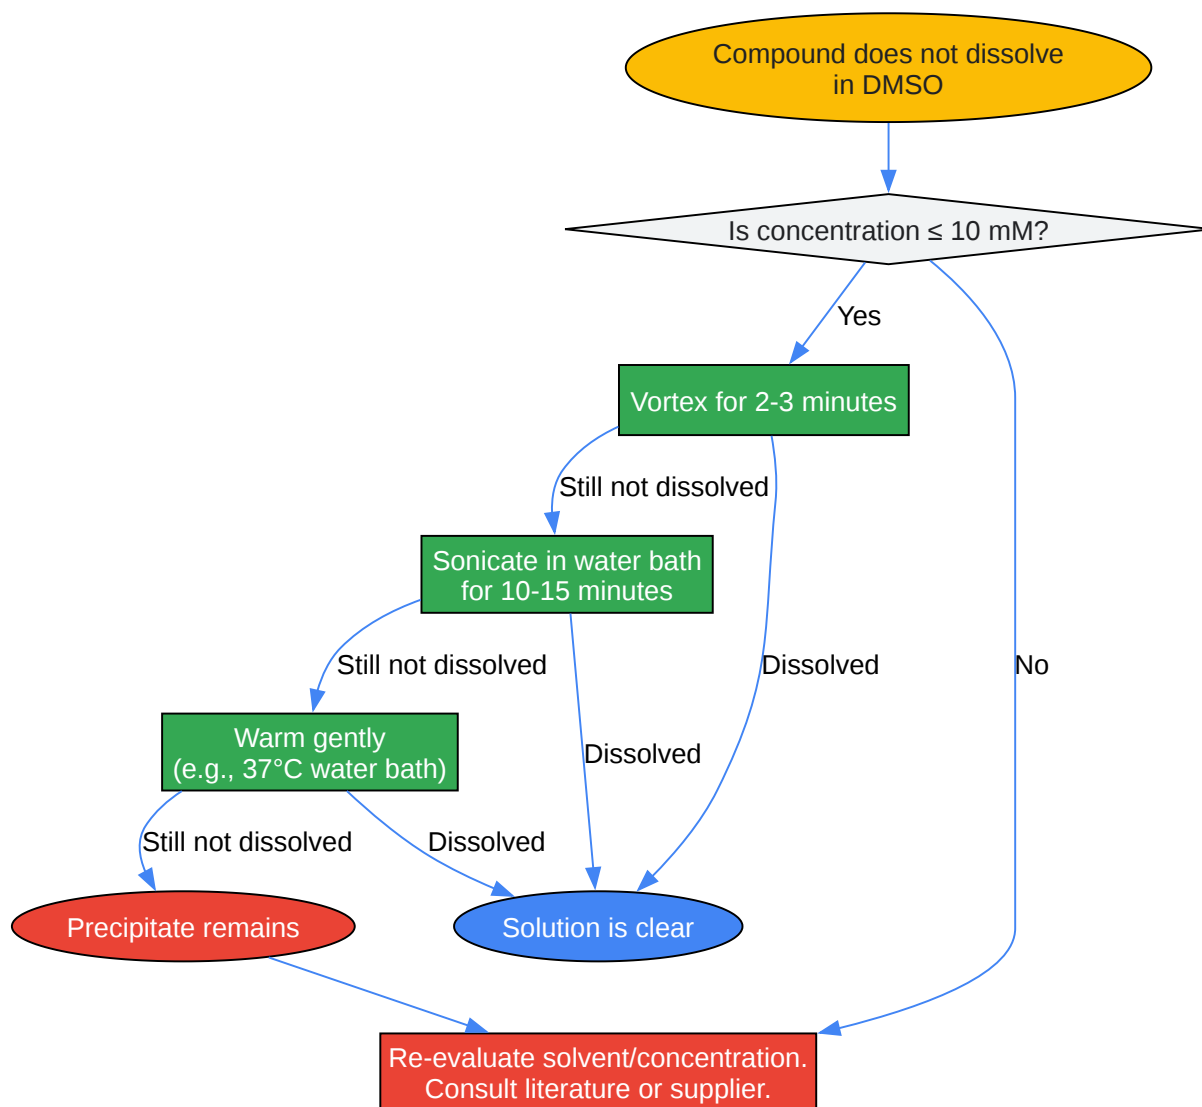 Compound does not dissolve
in DMSO
Is concentration ≤ 10 mM?
Yes
Vortex for 2-3 minutes
Still not dissolved
Sonicate in water bath
for 10-15 minutes
Still not dissolved
Dissolved
No
Warm gently
(e.g., 37°C water bath)
Dissolved
Still not dissolved
Dissolved
Precipitate remains
Solution is clear
Re-evaluate solvent/concentration.
Consult literature or supplier.